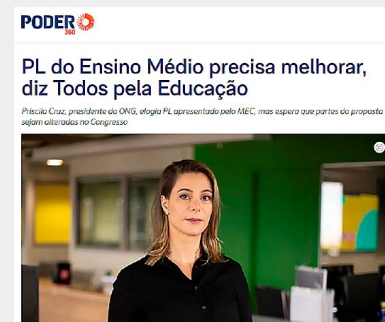 PODER
360
PL do Ensino Médio precisa melhorar,
diz Todos pela Educação
Priscila Cruz, presidente da ONG, elogia PL apresentado pelo MEC, mas espera que partes da proposta
sejam alteradas no Congresso